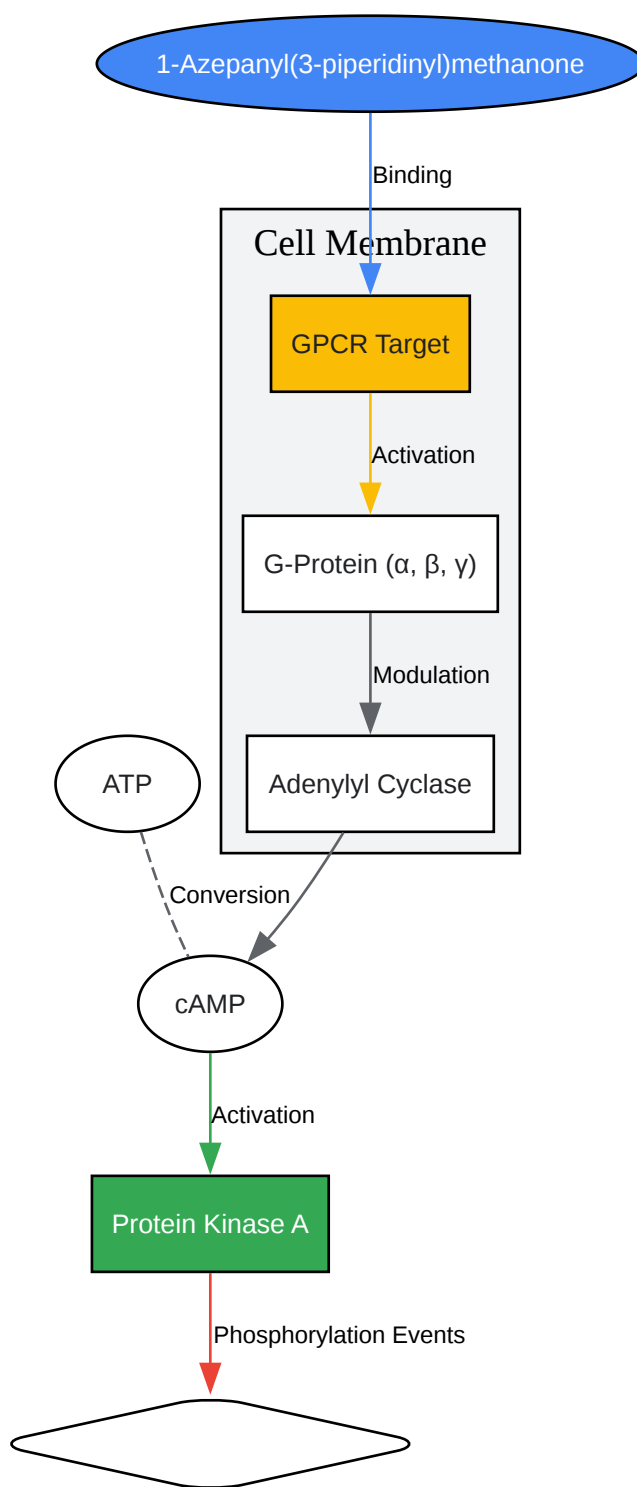 1-Azepanyl(3-piperidinyl)methanone
Binding
Cell Membrane
GPCR Target
Activation
G-Protein (α, β, γ)
Modulation
ATP
Adenylyl Cyclase
Conversion
cAMP
Activation
Protein Kinase A
Phosphorylation Events